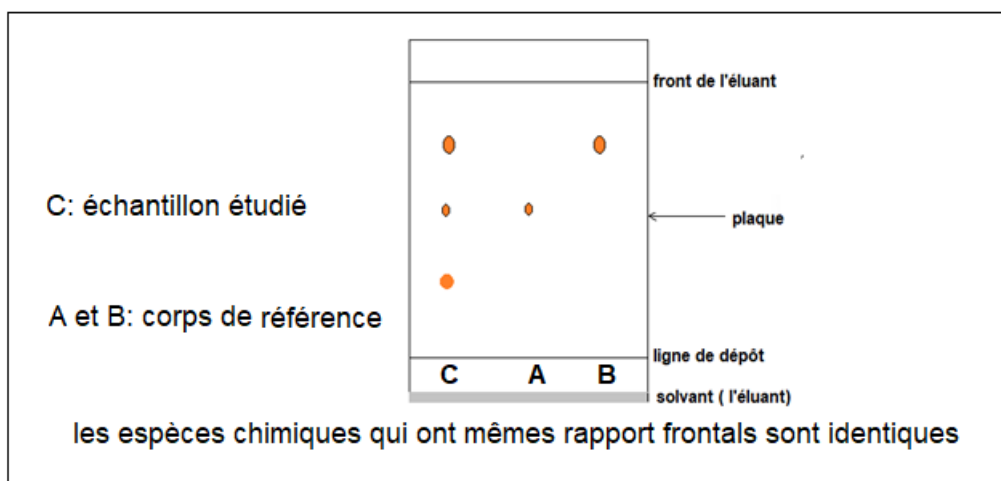 front de l'éluant
C: échantillon étudié
plaque
A et B: corps de référence
ligne de dépôt
C A B
solvant ( l'éluant)
les espèces chimiques qui ont mêmes rapport frontals sont identiques